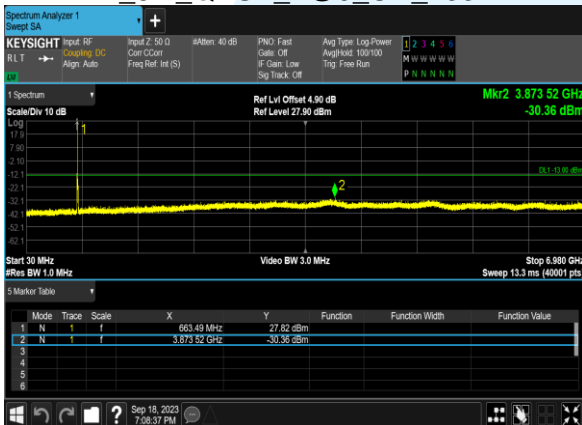 Spectrum Analyzer 1
Swept SA
KEYSIGHT Input: RF Input Z: 50 Ω #Atten: 40 dB PNO: Fast Avg Type: Log-Power 1 2 3 4 5 6
RLT Coupling: DC Corr CCorr Gate: Off Avg|Hold: 100/100 M W W W W W
Align: Auto Freq Ref: Int (S) IF Gain: Low Trig: Free Run
Sig Track: Off P N N N N N
LV
1 Spectrum Ref Lvl Offset 4.90 dB Mkr2 3.873 52 GHz
Scale/Div 10 dB Ref Level 27.90 dBm -30.36 dBm
Log
17.9
7.90
-2.10
-12.1 DL1 -13.00 dBm
-22.1
-32.1
-42.1
-52.1
-62.1
1
2
Start 30 MHz Video BW 3.0 MHz Stop 6.980 GHz
#Res BW 1.0 MHz Sweep 13.3 ms (40001 pts
5 Marker Table
Mode Trace Scale X Y Function Function Width Function Value
1 N 1 f 663.49 MHz 27.82 dBm
2 N 1 f 3.873 52 GHz -30.36 dBm
3
4
5
6
? Sep 18, 2023
7:08:37 PM